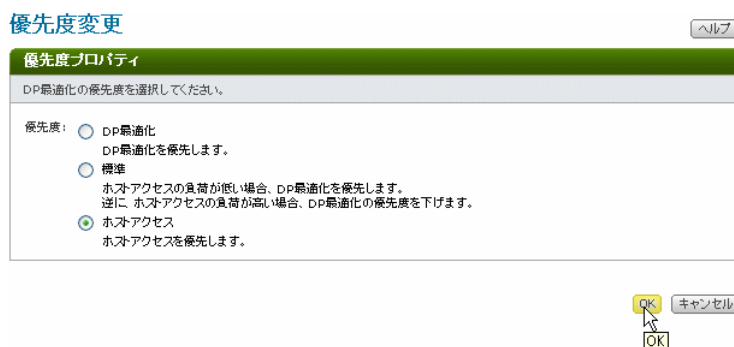 優先度変更
ヘルプ
優先度プロパティ
DP最適化の優先度を選択してください。
優先度:
DP最適化
DP最適化を優先します。
標準
ホストアクセスの負荷が低い場合、DP最適化を優先します。
逆に、ホストアクセスの負荷が高い場合、DP最適化の優先度を下げます。
ホストアクセス
ホストアクセスを優先します。
OK キャンセル
OK